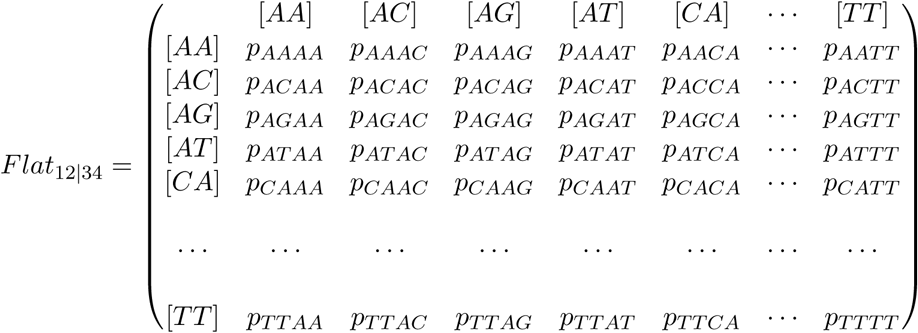 [AA] [AC] [AG] [AT] [CA] ⋯ [TT]
[AA] p_{AAAA} p_{AAAC} p_{AAAG} p_{AAAT} p_{AACA} ⋯ p_{AATT}
[AC] p_{ACAA} p_{ACAC} p_{ACAG} p_{ACAT} p_{ACCA} ⋯ p_{ACTT}
[AG] p_{AGAA} p_{AGAC} p_{AGAG} p_{AGAT} p_{AGCA} ⋯ p_{AGTT}
Flat_{12|34} = [AT] p_{ATAA} p_{ATAC} p_{ATAG} p_{ATAT} p_{ATCA} ⋯ p_{ATTT}
[CA] p_{CAAA} p_{CAAC} p_{CAAG} p_{CAAT} p_{CACA} ⋯ p_{CATT}
⋯ ⋯ ⋯ ⋯ ⋯ ⋯ ⋯ ⋯
[TT] p_{TTAA} p_{TTAC} p_{TTAG} p_{TTAT} p_{TTCA} ⋯ p_{TTTT}